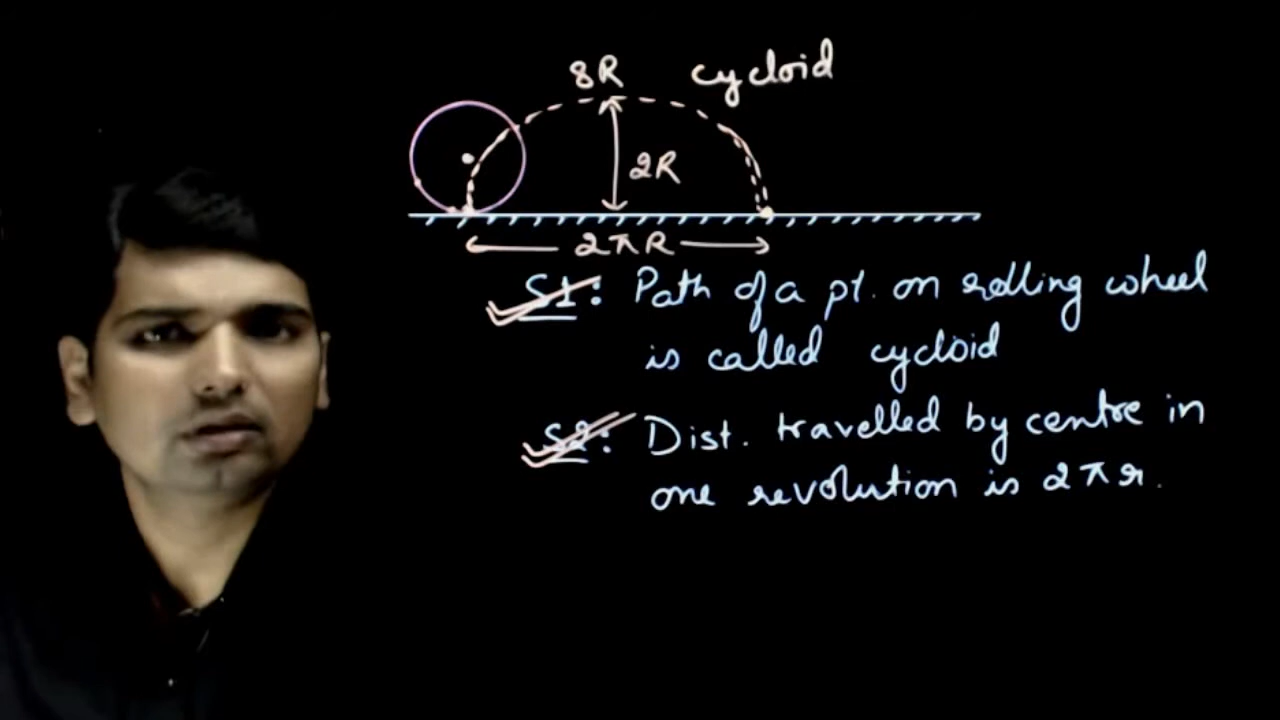 8R cycloid
2R
2πR
S1: Path of a pt. on rolling wheel
is called cycloid
S2: Dist. travelled by centre in
one revolution is 2πr.